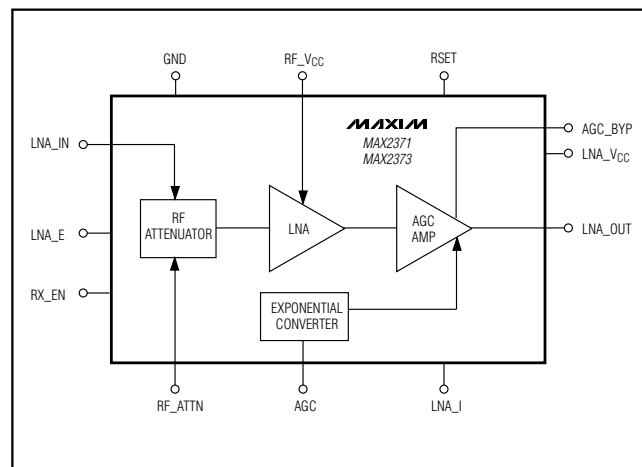 GND
RF_VCC
RSET
MAXIM
MAX2371
MAX2373
AGC_BYP
LNA_VCC
LNA_IN
RF
ATTENUATOR
LNA
AGC
AMP
LNA_OUT
LNA_E
RX_EN
EXPONENTIAL
CONVERTER
RF_ATTN
AGC
LNA_I